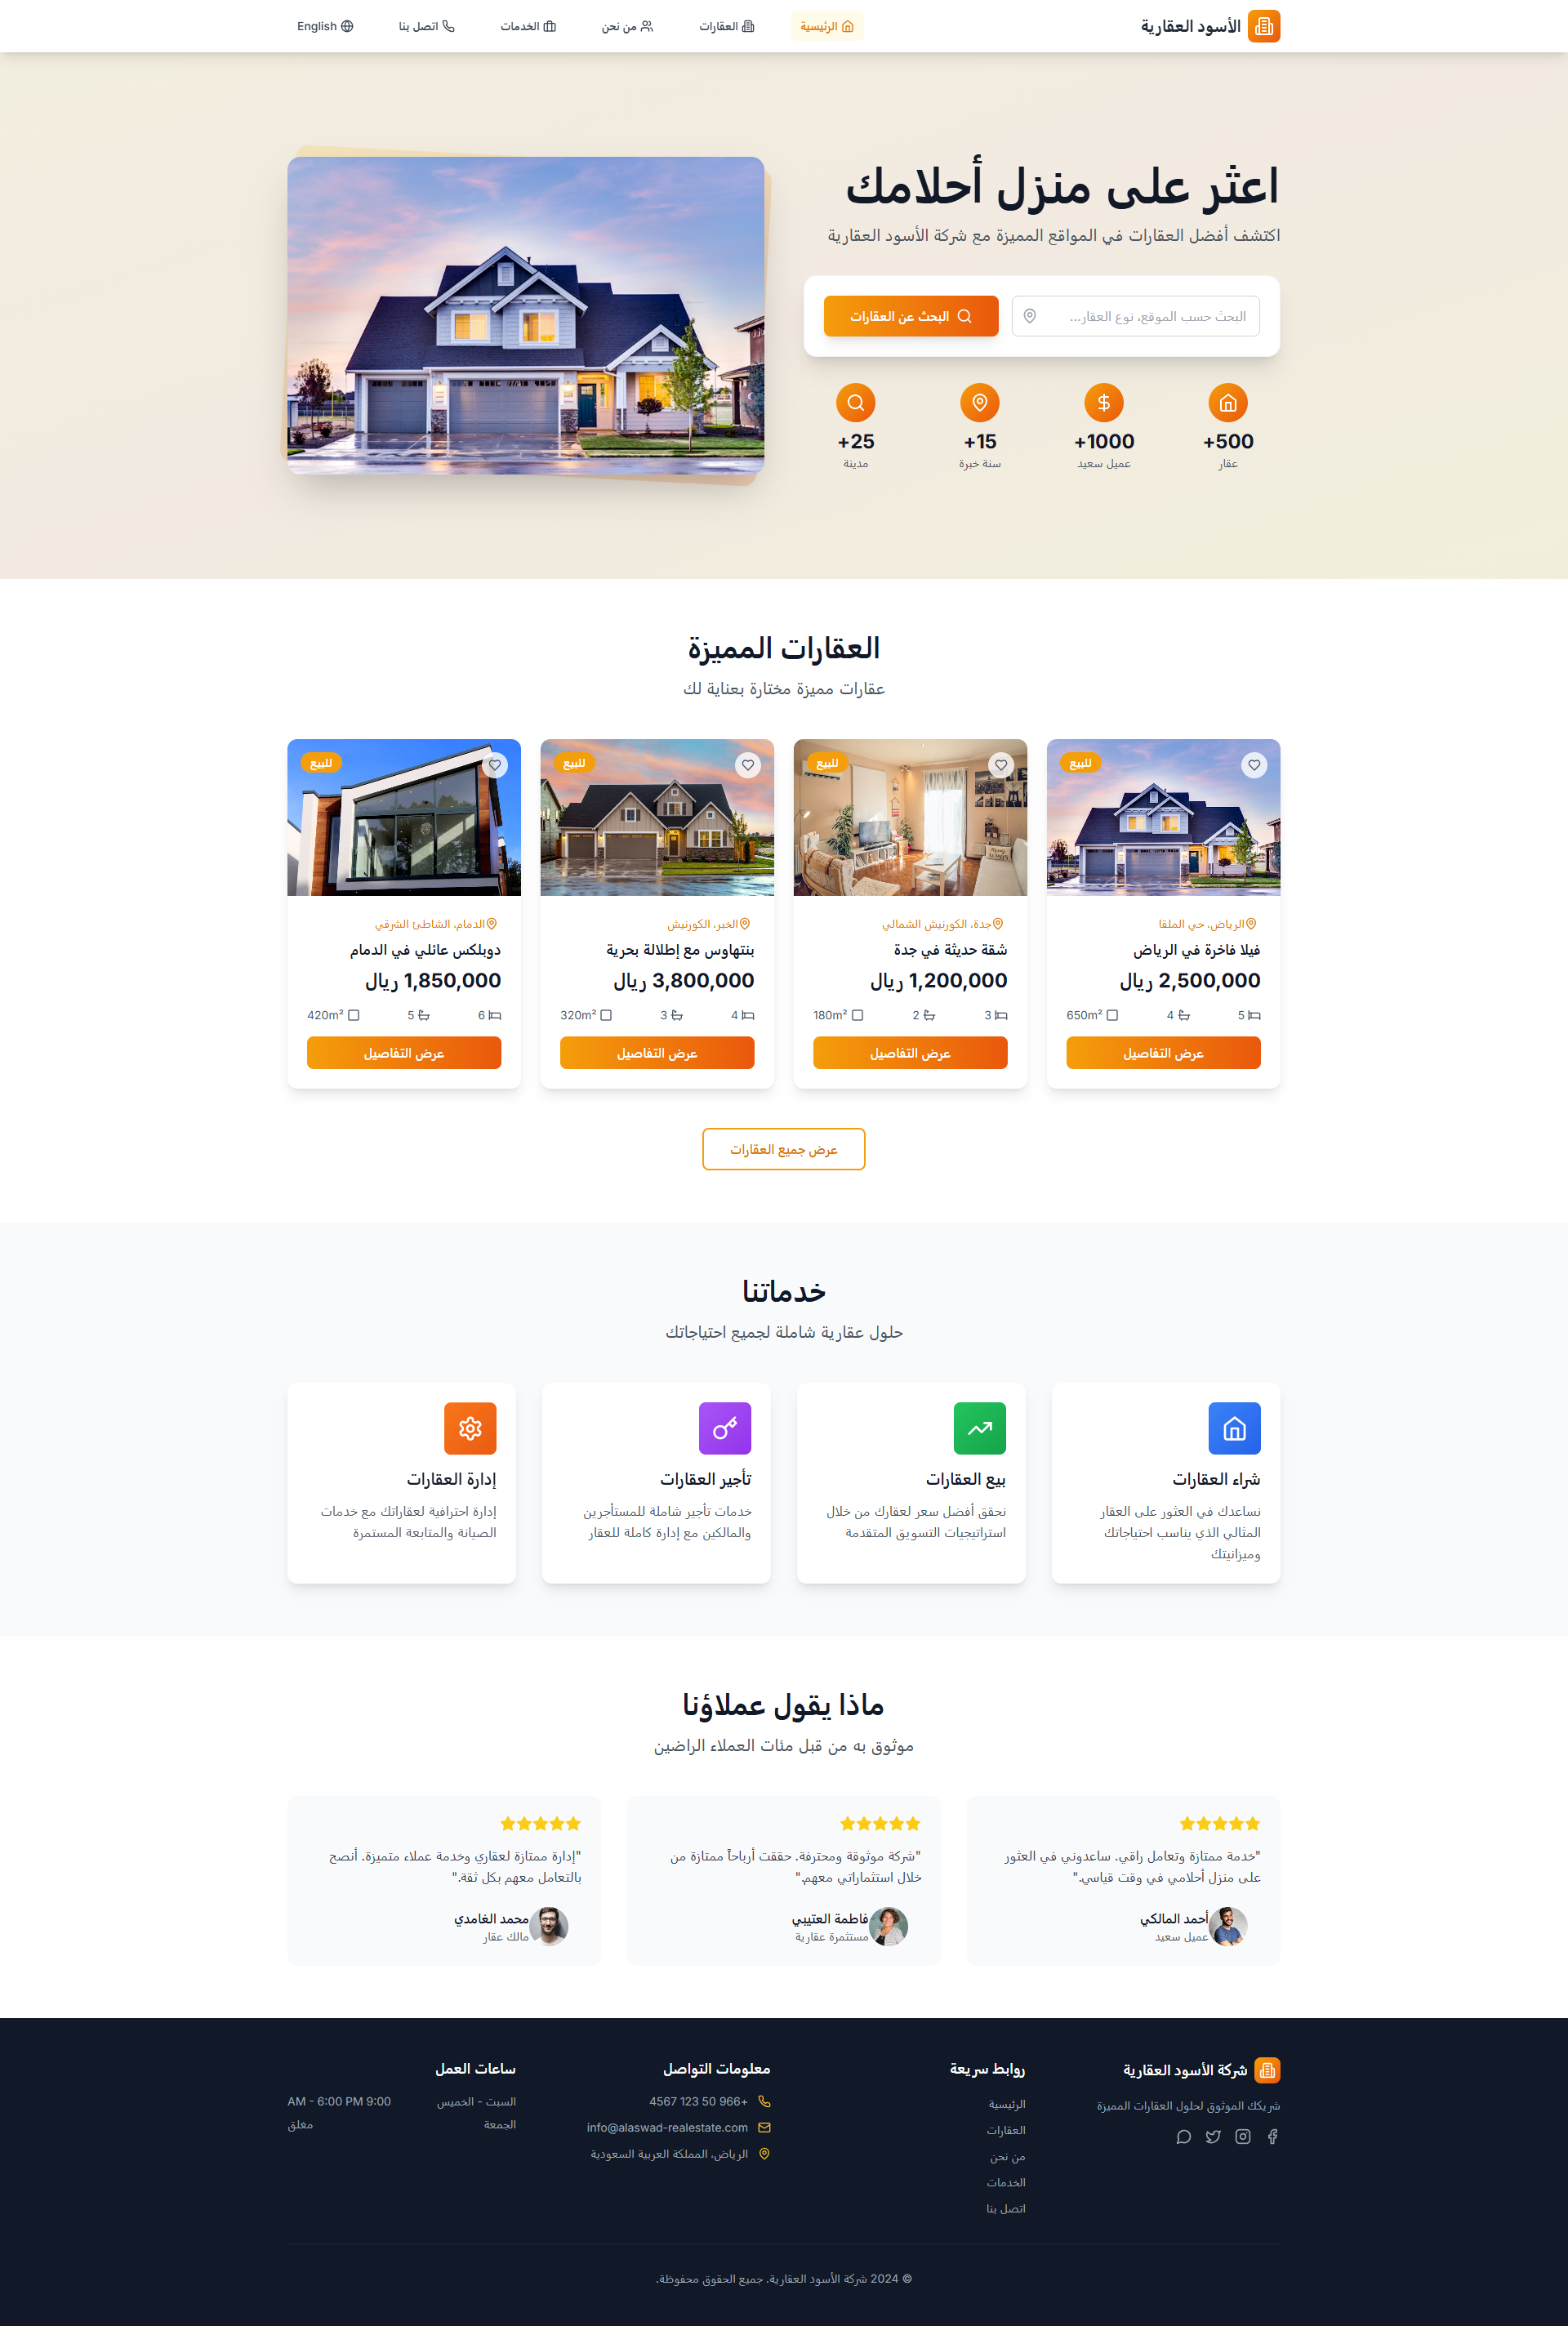 الأسود العقارية
الرئيسية
العقارات
من نحن
الخدمات
اتصل بنا
English
اعثر على منزل أحلامك
اكتشف أفضل العقارات في المواقع المميزة مع شركة الأسود العقارية
البحث حسب الموقع، نوع العقار...
البحث عن العقارات
500+
عقار
1000+
عميل سعيد
15+
سنة خبرة
25+
مدينة
العقارات المميزة
عقارات مميزة مختارة بعناية لك
للبيع
الرياض، حي الملقا
فيلا فاخرة في الرياض
2,500,000 ريال
5 4 650m²
عرض التفاصيل
للبيع
جدة، الكورنيش الشمالي
شقة حديثة في جدة
1,200,000 ريال
3 2 180m²
عرض التفاصيل
للبيع
الخبر، الكورنيش
بنتهاوس مع إطلالة بحرية
3,800,000 ريال
4 3 320m²
عرض التفاصيل
للبيع
الدمام، الشاطئ الشرقي
دوبلكس عائلي في الدمام
1,850,000 ريال
6 5 420m²
عرض التفاصيل
عرض جميع العقارات
خدماتنا
حلول عقارية شاملة لجميع احتياجاتك
شراء العقارات
نساعدك في العثور على العقار
المثالي الذي يناسب احتياجاتك
وميزانيتك
بيع العقارات
نحقق أفضل سعر لعقارك من خلال
استراتيجيات التسويق المتقدمة
تأجير العقارات
خدمات تأجير شاملة للمستأجرين
والمالكين مع إدارة كاملة للعقار
إدارة العقارات
إدارة احترافية لعقاراتك مع خدمات
الصيانة والمتابعة المستمرة
ماذا يقول عملاؤنا
موثوق به من قبل مئات العملاء الراضين
"خدمة ممتازة وتعامل راقي. ساعدوني في العثور
على منزل أحلامي في وقت قياسي."
أحمد المالكي
عميل سعيد
"شركة موثوقة ومحترفة. حققت أرباحاً ممتازة من
خلال استثماراتي معهم."
فاطمة العتيبي
مستثمرة عقارية
"إدارة ممتازة لعقاري وخدمة عملاء متميزة. أنصح
بالتعامل معهم بكل ثقة."
محمد الغامدي
مالك عقار
شركة الأسود العقارية
شريكك الموثوق لحلول العقارات المميزة
روابط سريعة
الرئيسية
العقارات
من نحن
الخدمات
اتصل بنا
معلومات التواصل
4567 123 50 966+
info@alaswad-realestate.com
الرياض، المملكة العربية السعودية
ساعات العمل
السبت - الخميس
AM - 6:00 PM 9:00
الجمعة
مغلق
© 2024 شركة الأسود العقارية. جميع الحقوق محفوظة.